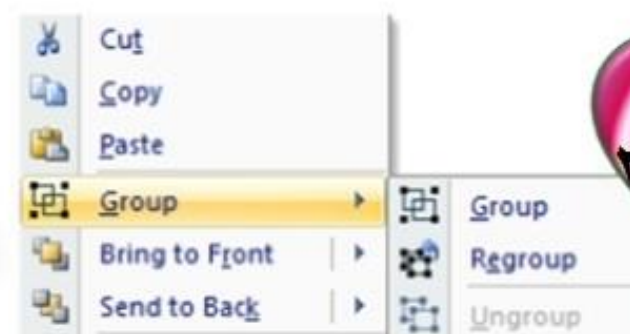 Cut
Copy
Paste
Group
Bring to Front
Send to Back
Group
Regroup
Ungroup